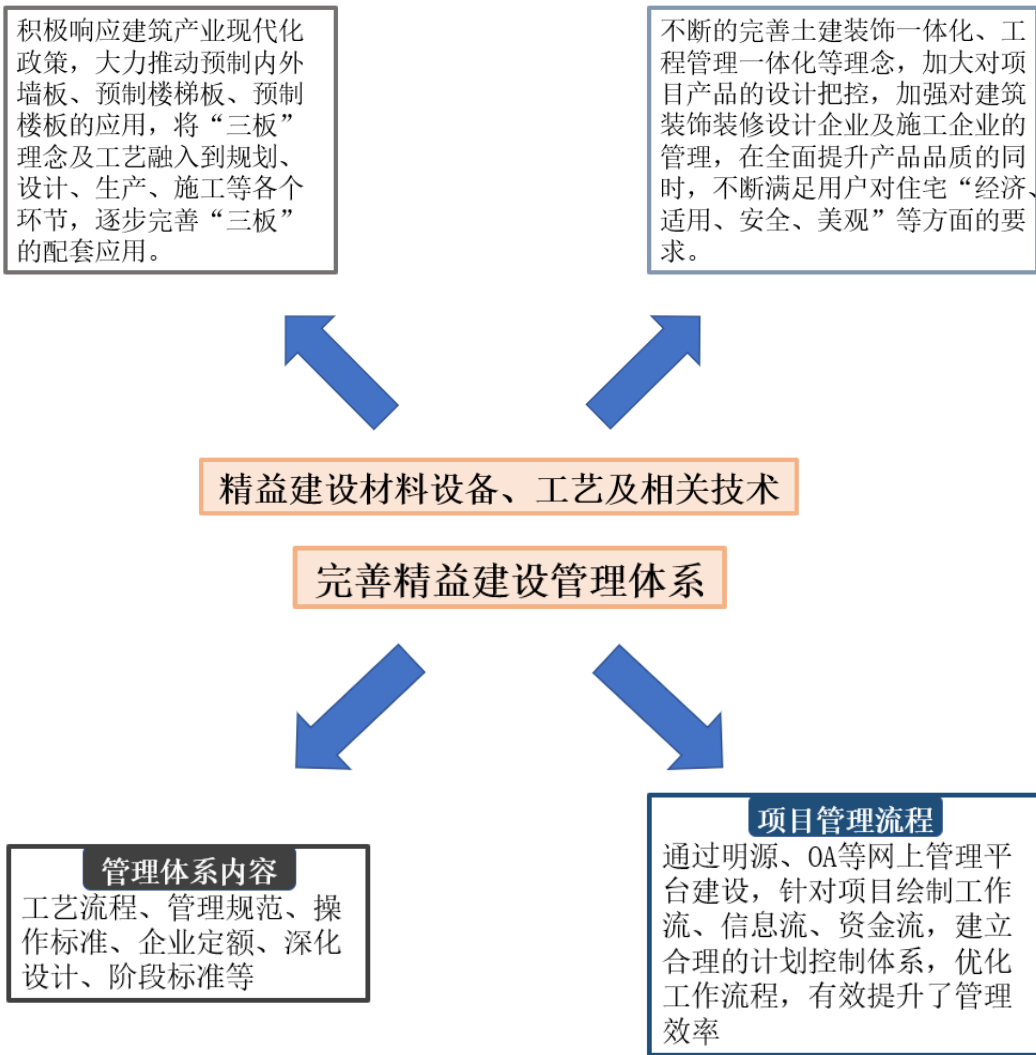 积极响应建筑产业现代化
政策，大力推动预制内外
墙板、预制楼梯板、预制
楼板的应用，将“三板”
理念及工艺融入到规划、
设计、生产、施工等各个
环节，逐步完善“三板”
的配套应用。
不断的完善土建装饰一体化、工
程管理一体化等理念，加大对项
目产品的设计把控，加强对建筑
装饰装修设计企业及施工企业的
管理，在全面提升产品品质的同
时，不断满足用户对住宅“经济、
适用、安全、美观”等方面的要
求。
精益建设材料设备、工艺及相关技术
完善精益建设管理体系
管理体系内容
工艺流程、管理规范、操
作标准、企业定额、深化
设计、阶段标准等
项目管理流程
通过明源、OA等网上管理平
台建设，针对项目绘制工作
流、信息流、资金流，建立
合理的计划控制体系，优化
工作流程，有效提升了管理
效率